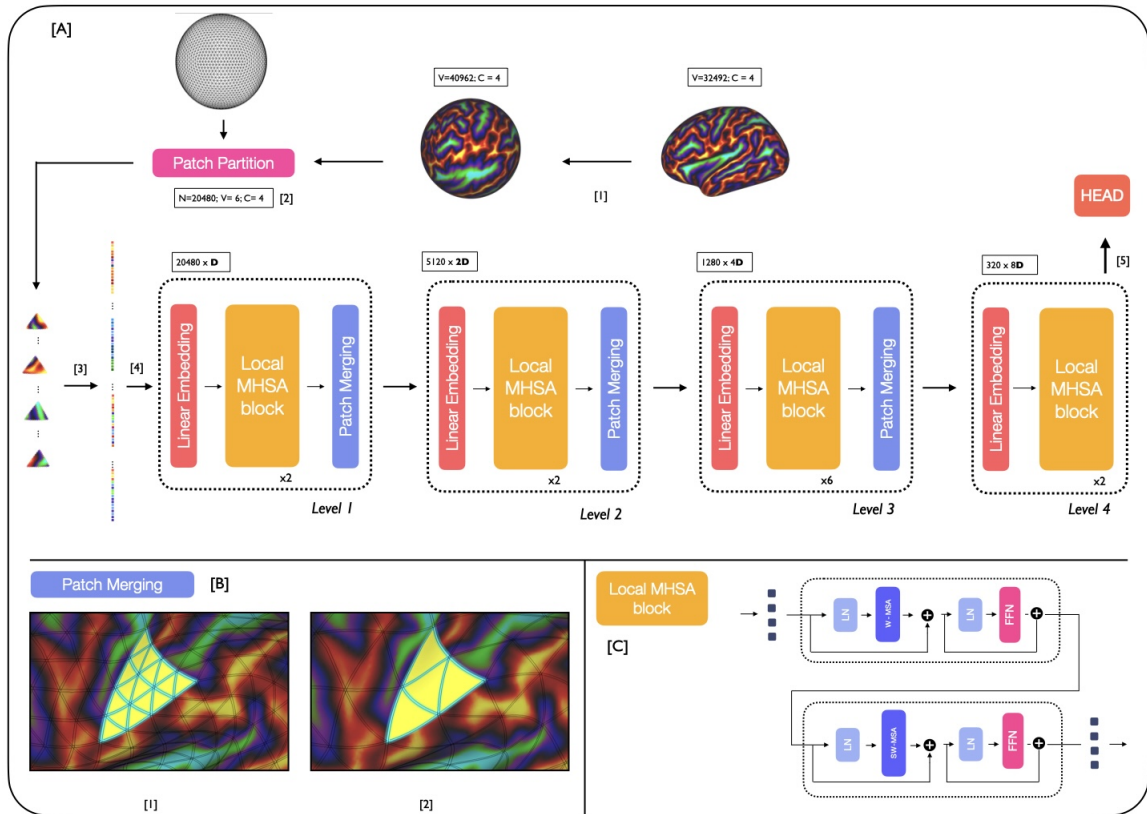 [A]
V=40962; C = 4
V=32492; C = 4
Patch Partition
[1]
N=20480; V= 6; C= 4
[2]
HEAD
[5]
20480 x D
5120 x 2D
1280 x 4D
320 x 8D
[3]
[4]
Linear Embedding
Local
MHSA
block
Patch Merging
x2
Level 1
Linear Embedding
Local
MHSA
block
Patch Merging
x2
Level 2
Linear Embedding
Local
MHSA
block
Patch Merging
x6
Level 3
Linear Embedding
Local
MHSA
block
x2
Level 4
Patch Merging
[B]
[1]
[2]
Local MHSA
block
[C]
LN
W - MSA
LN
FFN
LN
SW-MSA
LN
FFN